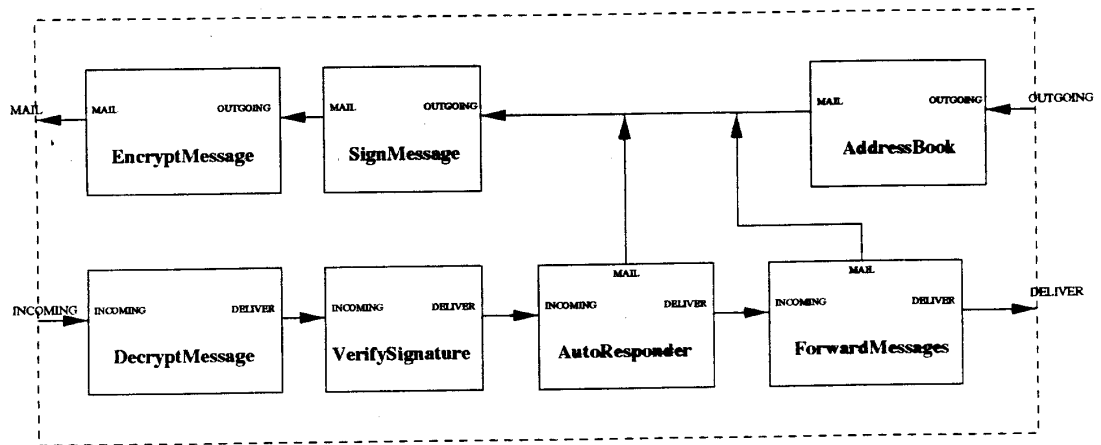 MAIL
MAIL OUTGOING
EncryptMessage
MAIL OUTGOING
SignMessage
MAIL OUTGOING
AddressBook
OUTGOING
INCOMING
INCOMING DELIVER
DecryptMessage
INCOMING DELIVER
VerifySignature
MAIL
INCOMING DELIVER
AutoResponder
MAIL
INCOMING DELIVER
ForwardMessages
DELIVER